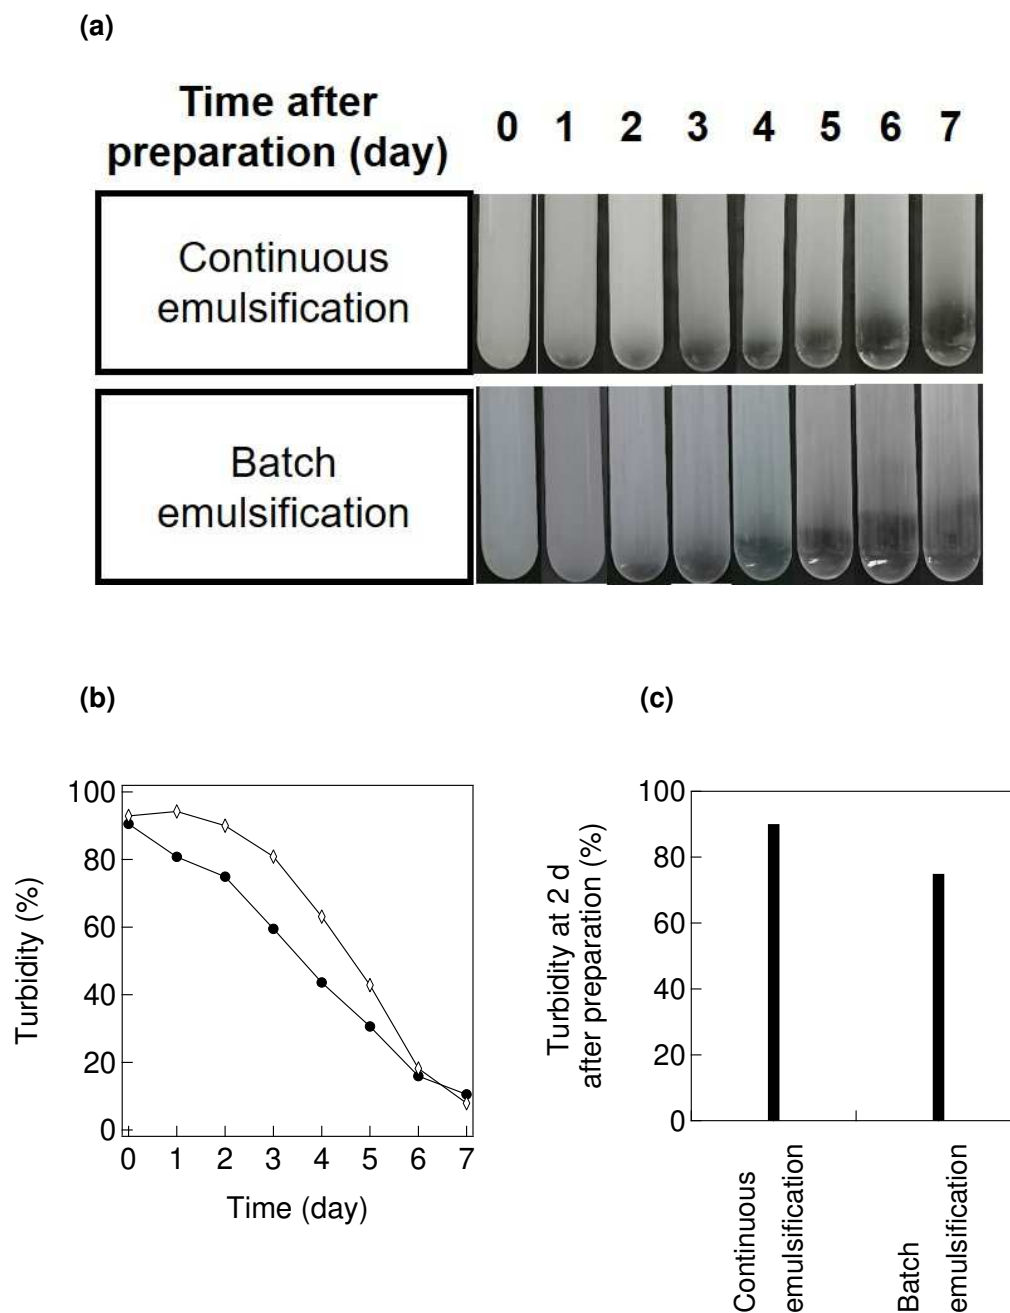 (a)
Time after
preparation (day)
0 1 2 3 4 5 6 7
Continuous
emulsification
Batch
emulsification
(b)
100
80
60
40
20
0
0 1 2 3 4 5 6 7
Turbidity (%)
Time (day)
(c)
100
80
60
40
20
0
Turbidity at 2 d
after preparation (%)
Continuous
emulsification
Batch
emulsification